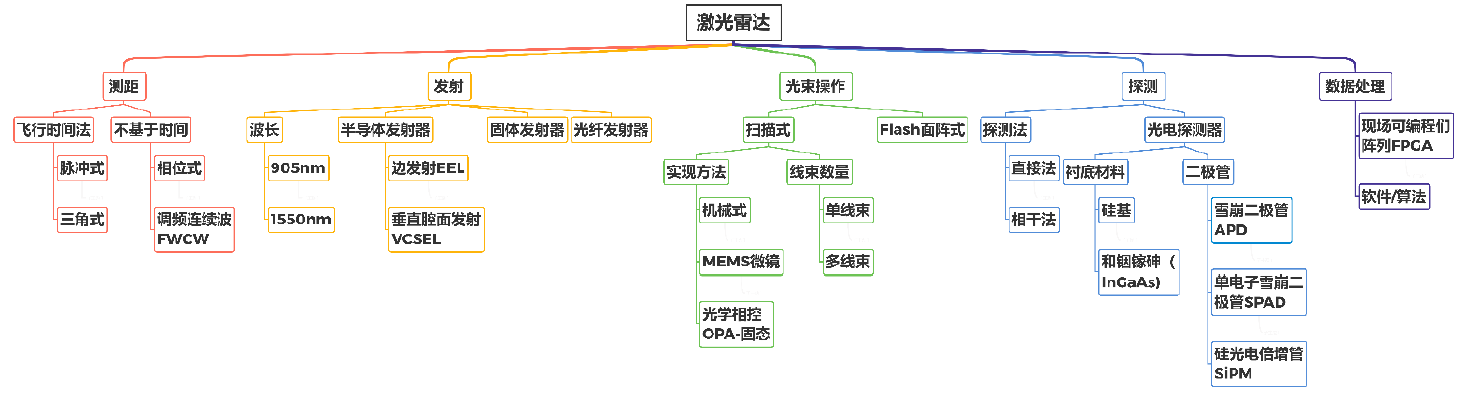 激光雷达
测距
发射
光束操作
探测
数据处理
飞行时间法
不基于时间
波长
半导体发射器
固体发射器
光纤发射器
扫描式
Flash面阵式
探测法
光电探测器
现场可编程们
阵列FPGA
脉冲式
相位式
905nm
边发射EEL
实现方法
线束数量
直接法
衬底材料
二极管
软件/算法
三角式
调频连续波
FWCW
1550nm
垂直腔面发射
VCSEL
机械式
单线束
相干法
硅基
雪崩二极管
APD
MEMS微镜
多线束
和铟镓砷（
InGaAs)
单电子雪崩二
极管SPAD
光学相控
OPA-固态
硅光电倍增管
SiPM